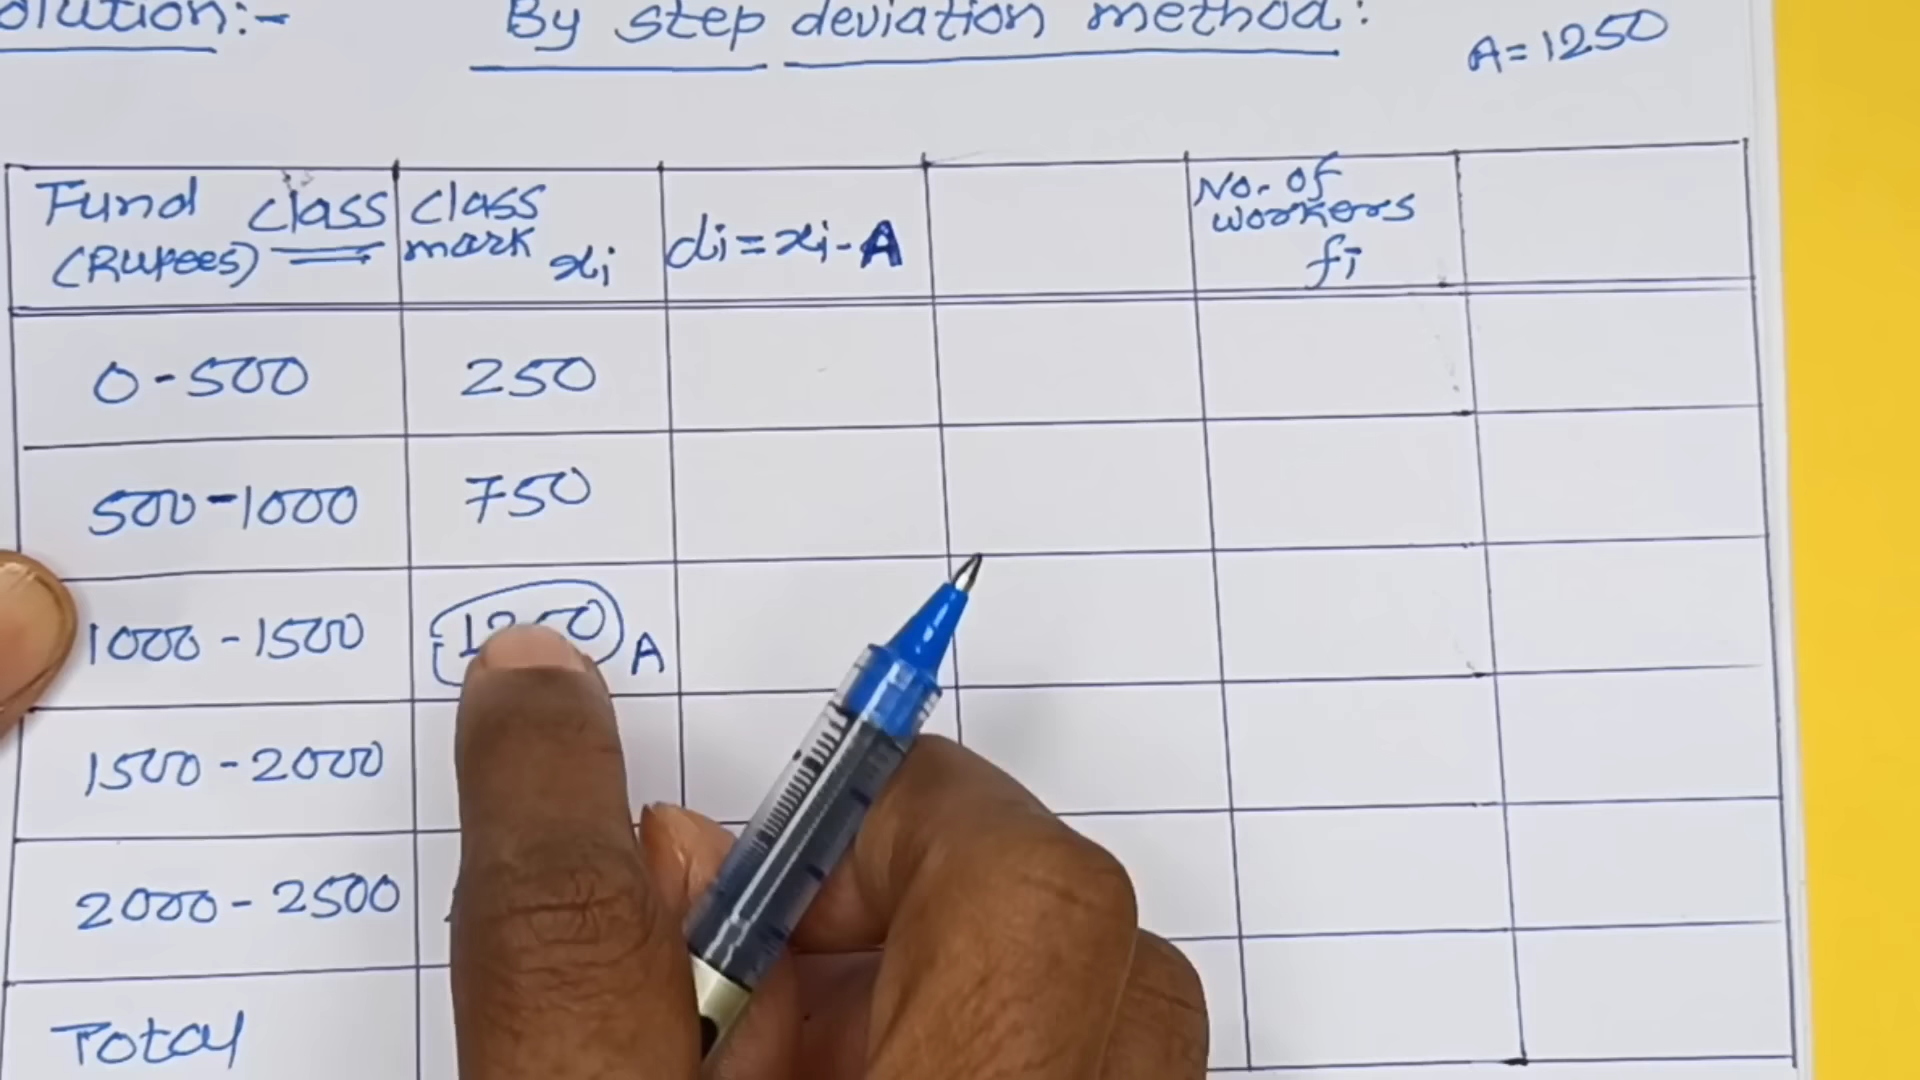 olution:-
By step deviation method:
A=1250
Fund class
(Rupees)
class
mark xi
di=xi-A
No. of
workers
fi
0-500 250
500-1000 750
1000-1500 1250 A
1500-2000
2000-2500
Total